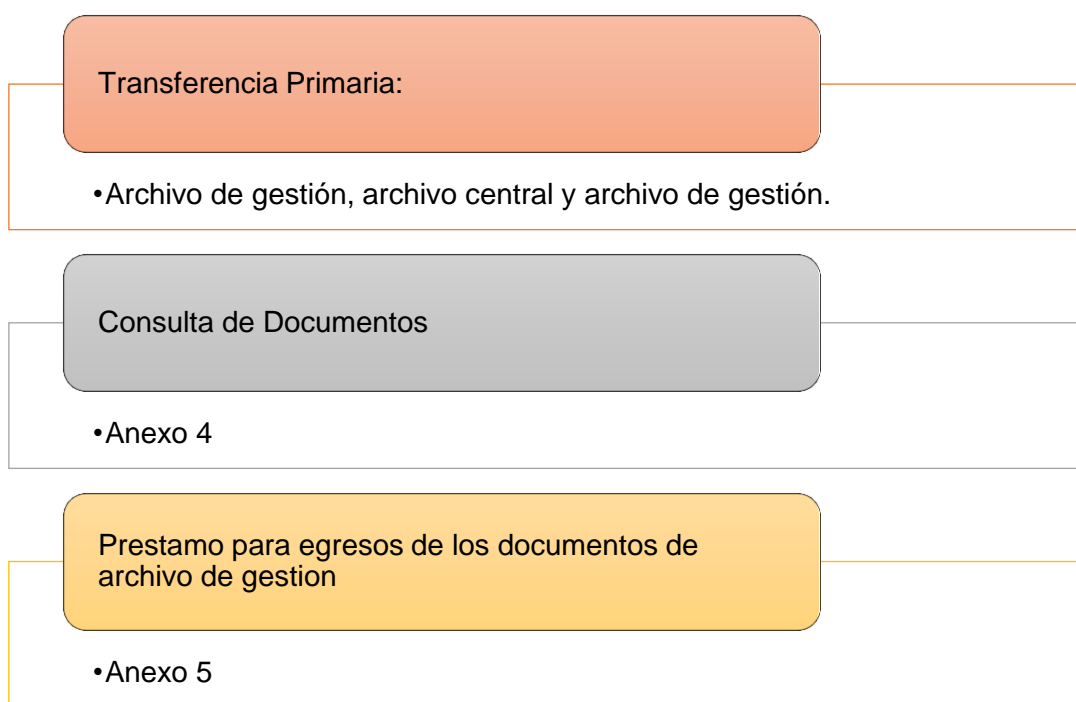 Transferencia Primaria:
•Archivo de gestión, archivo central y archivo de gestión.
Consulta de Documentos
•Anexo 4
Prestamo para egresos de los documentos de
archivo de gestion
•Anexo 5